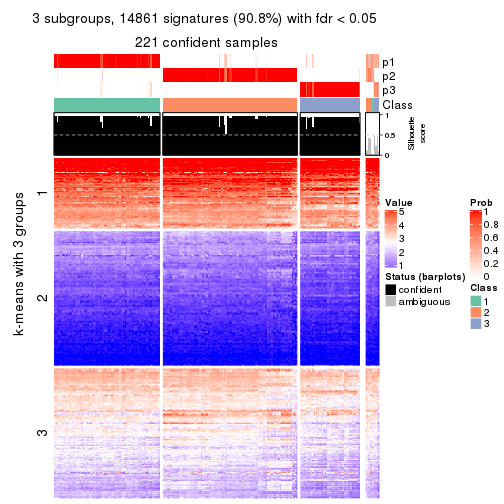 3 subgroups, 14861 signatures (90.8%) with fdr < 0.05
221 confident samples
p1
p2
p3
Class
1
0.5
0
Silhouette
score
k-means with 3 groups
1
2
3
Value
5
4
3
2
1
Status (barplots)
confident
ambiguous
Prob
1
0.8
0.6
0.4
0.2
0
Class
1
2
3